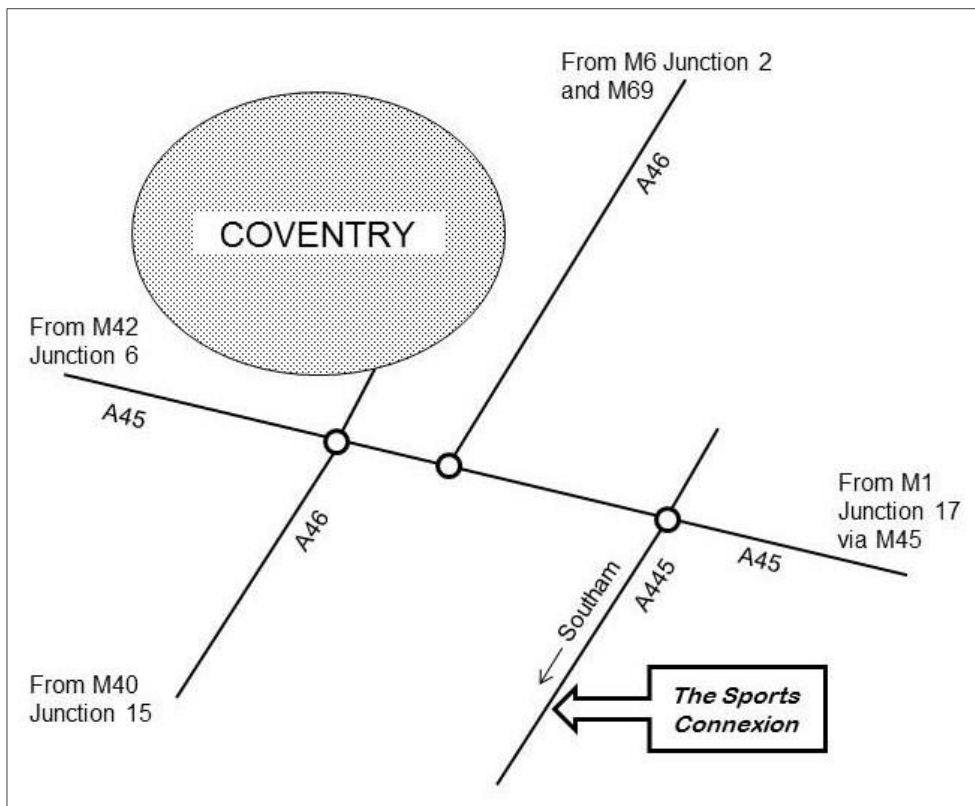 From M6 Junction 2
and M69
A46
COVENTRY
From M42
Junction 6
A45
From M1
Junction 17
via M45
A46
A45
A445
Southam
From M40
Junction 15
The Sports
Connexion